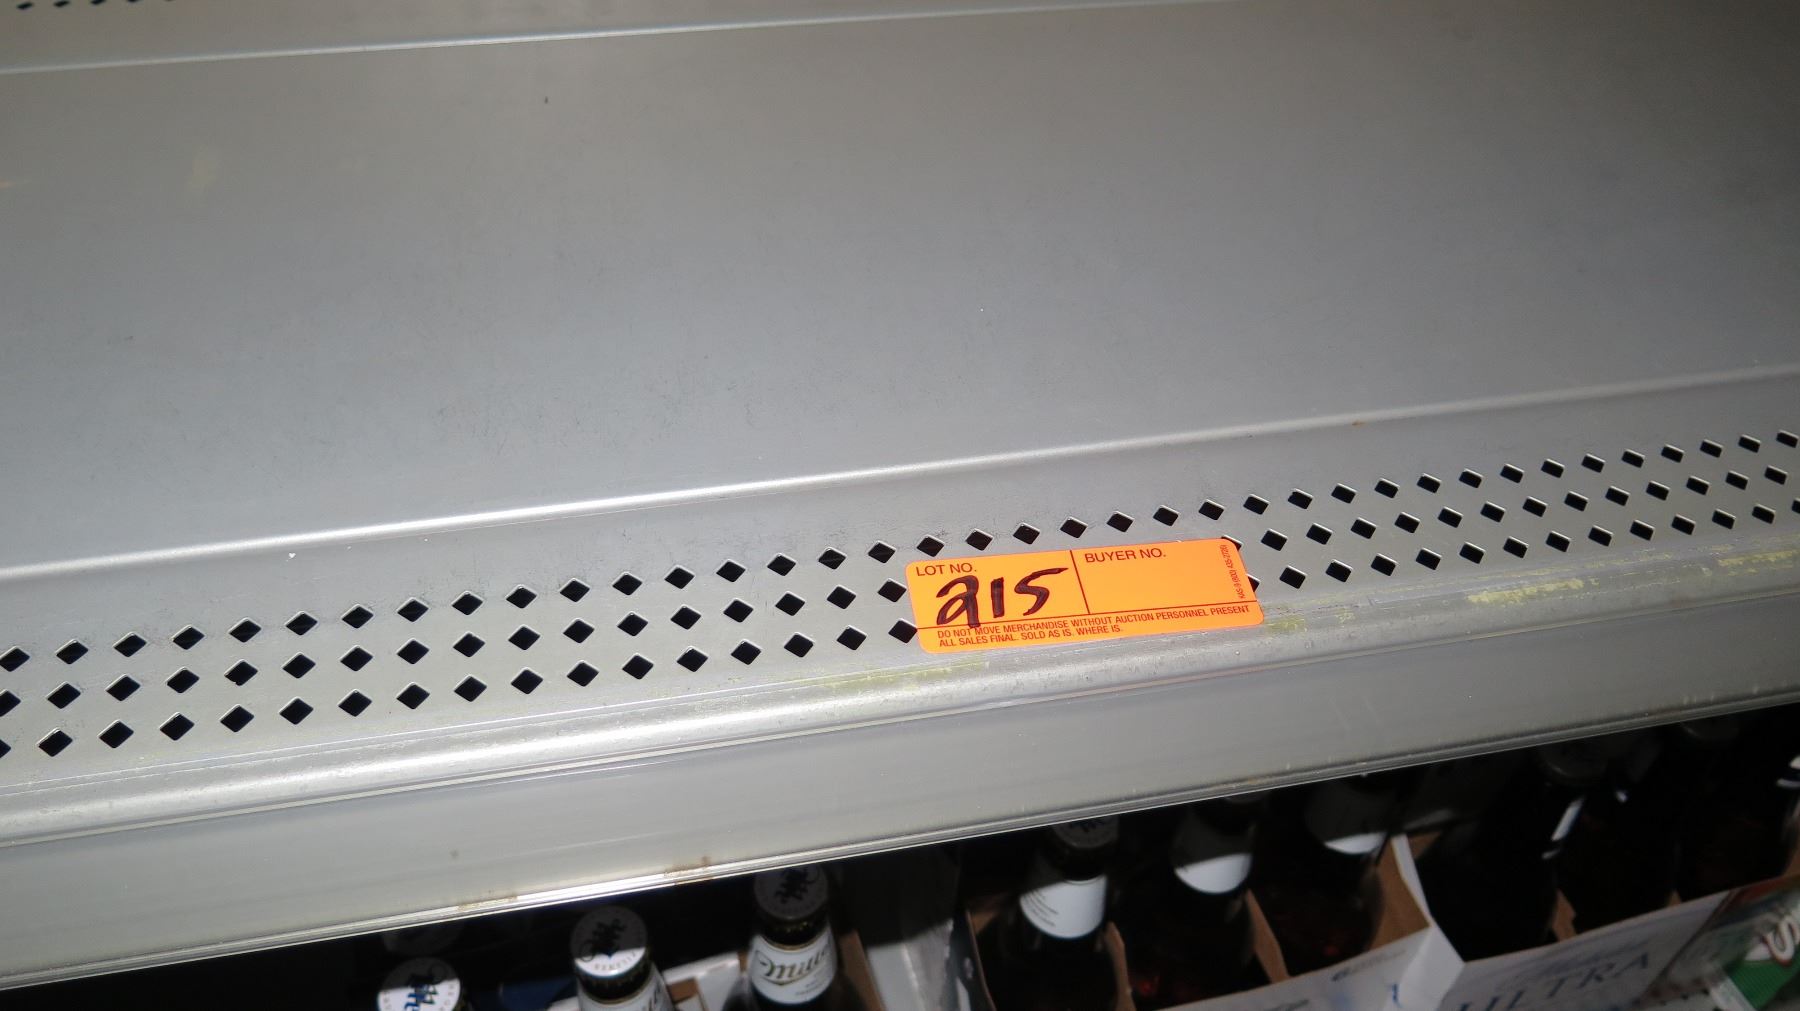 LOT NO. BUYER NO.
215
DO NOT MOVE MERCHANDISE WITHOUT AUCTION PERSONNEL PRESENT
ALL SALES FINAL. SOLD AS IS. WHERE IS.
ULTRA